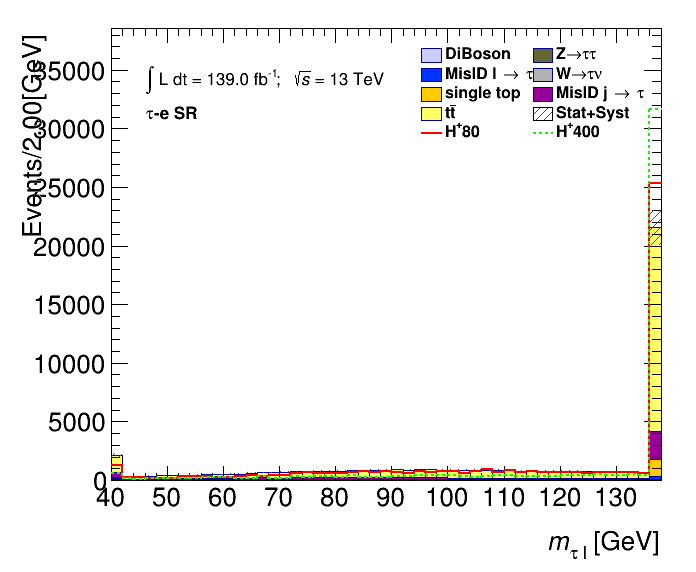 Events/2.00[GeV]
35000
30000
25000
20000
15000
10000
5000
0
∫ L dt = 139.0 fb⁻¹; √s = 13 TeV
τ-e SR
DiBoson
Z→ττ
MisID l → τ
W→τν
single top
MisID j → τ
tt̄
Stat+Syst
H⁺80
H⁺400
40 50 60 70 80 90 100 110 120 130
m_τ l [GeV]